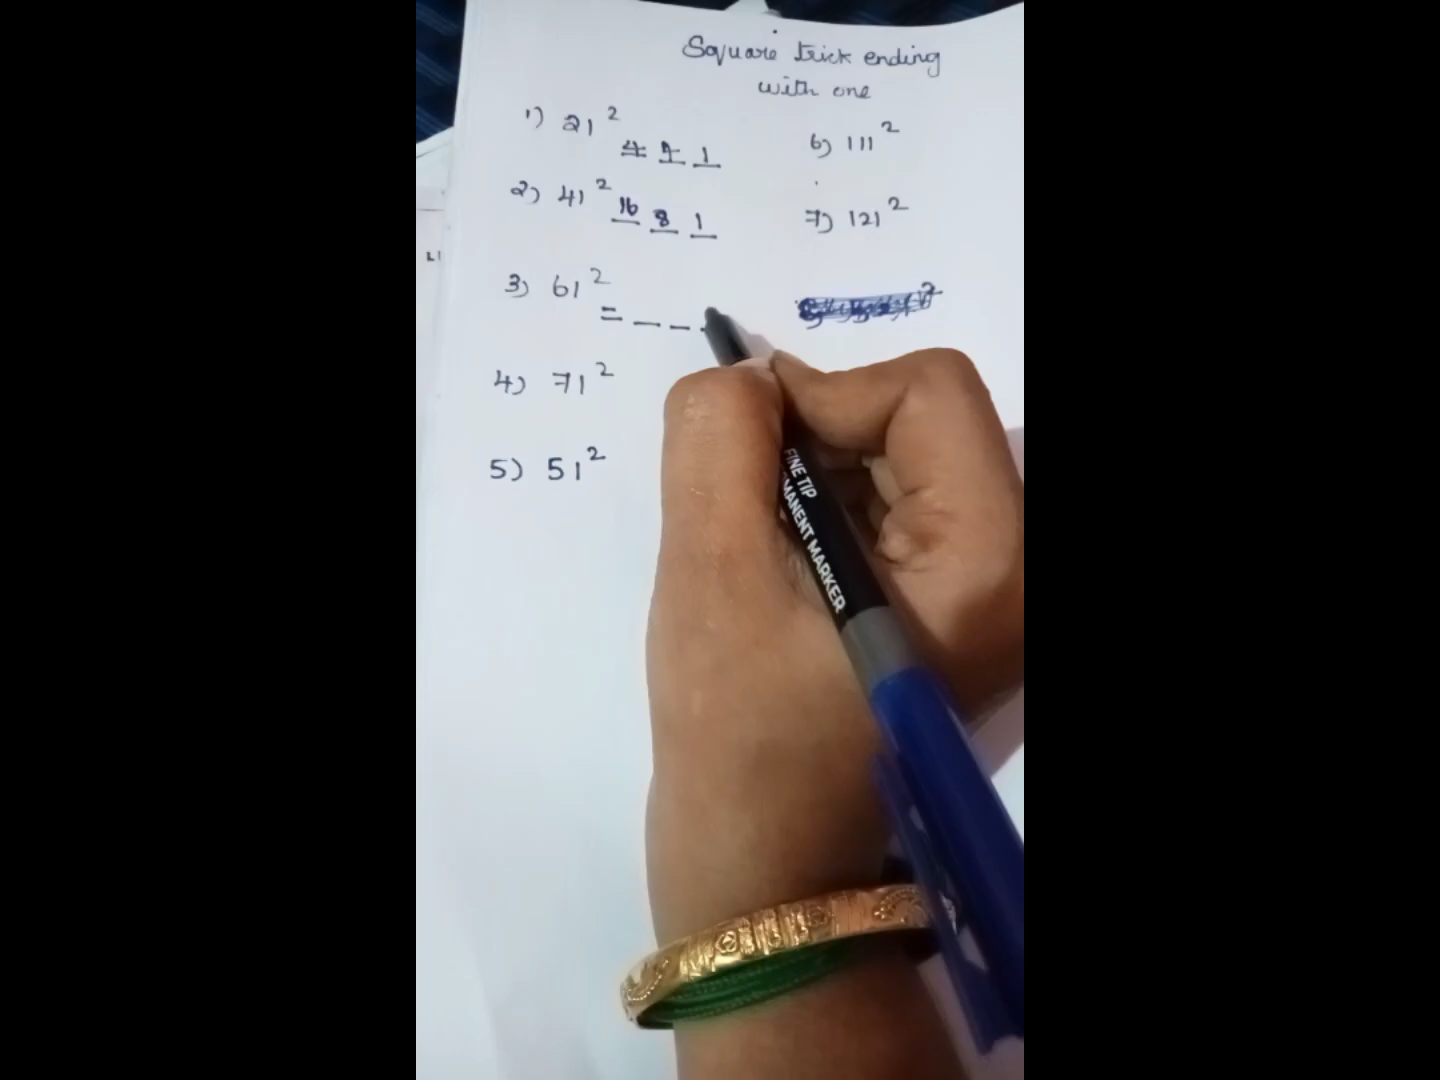 Square trick ending
with one
1) 21²
4 4 1
2) 41² 16 8 1
3) 61²
= _ _ _
4) 71²
5) 51²
6) 111²
7) 121²
FINE TIP
MANENT MARKER